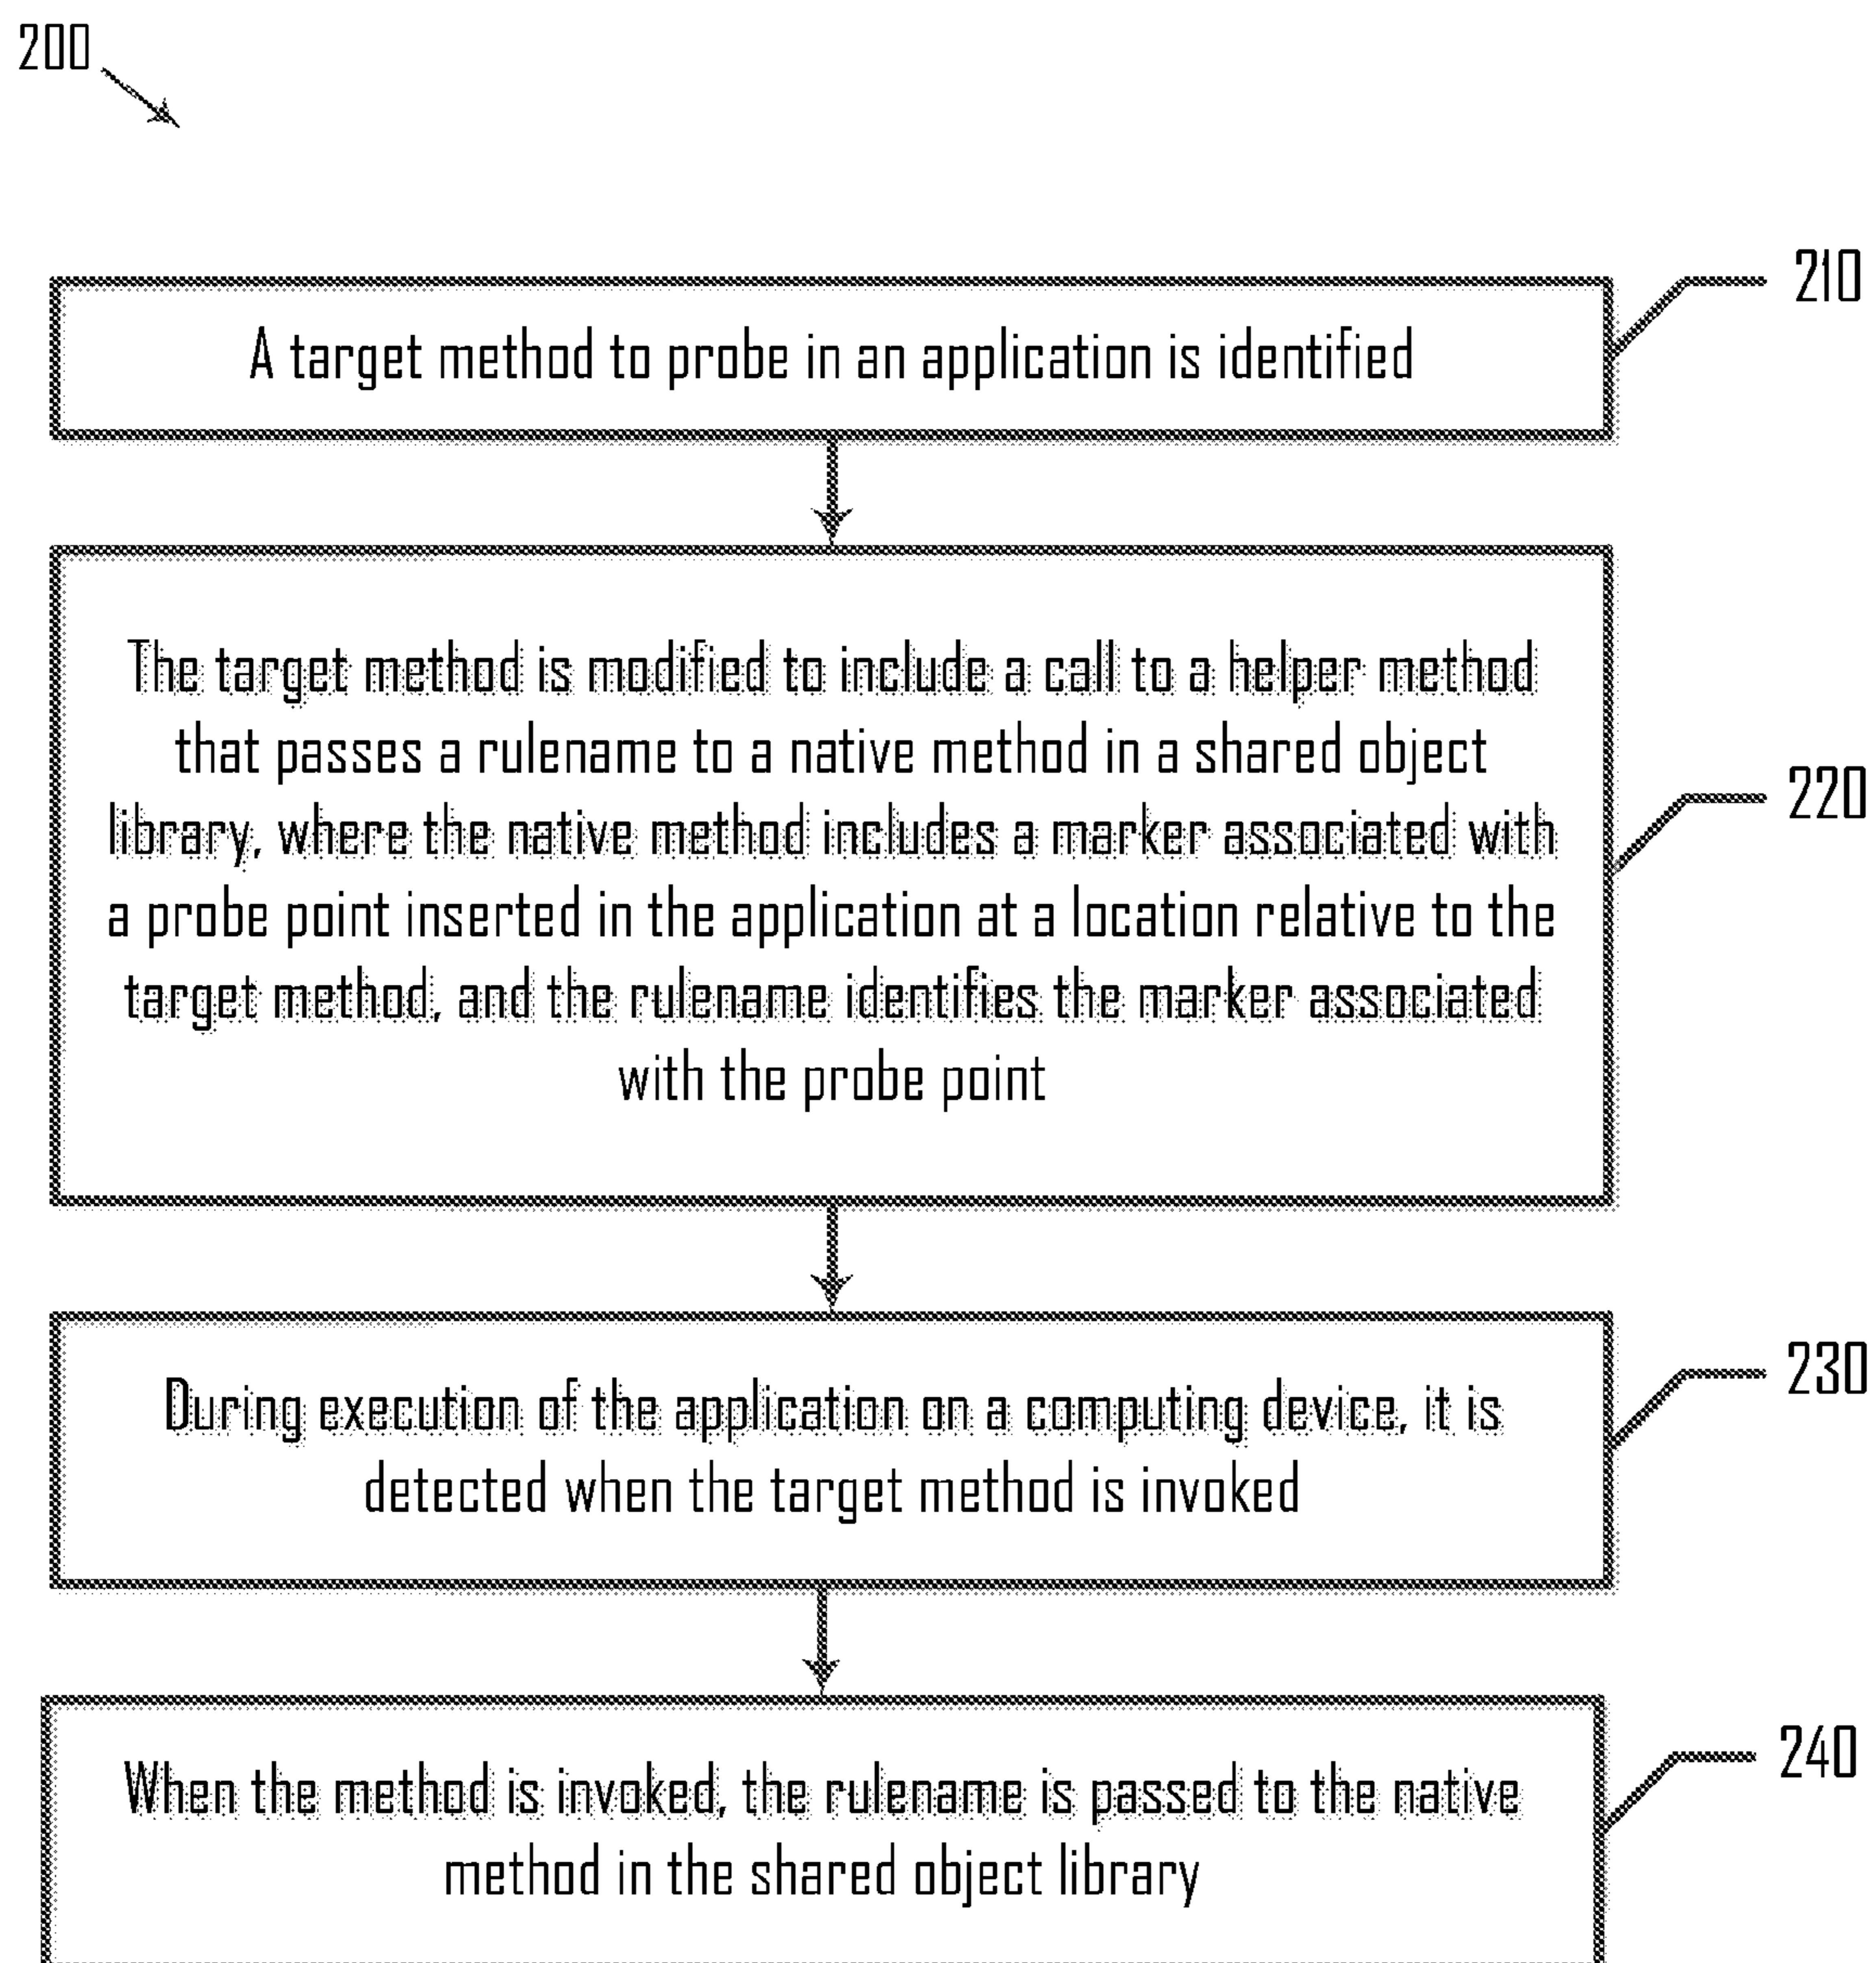 200
210
A target method to probe in an application is identified
The target method is modified to include a call to a helper method
that passes a rulename to a native method in a shared object
library, where the native method includes a marker associated with
a probe point inserted in the application at a location relative to the
target method, and the rulename identifies the marker associated
with the probe point
220
During execution of the application on a computing device, it is
detected when the target method is invoked
230
When the method is invoked, the rulename is passed to the native
method in the shared object library
240